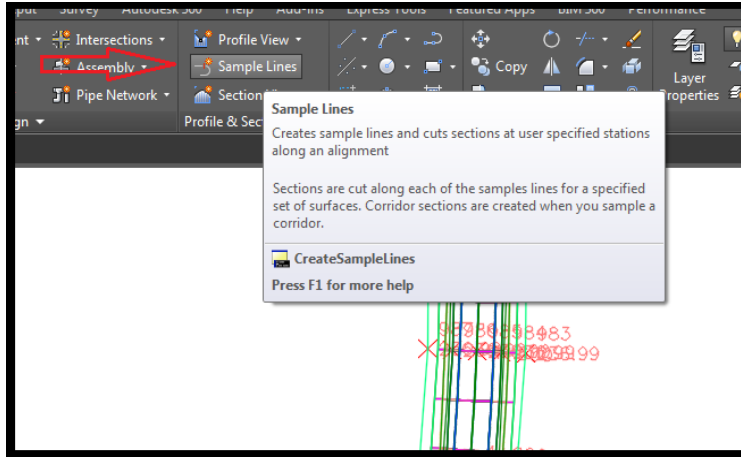 Survey Autodesk 360 Help Add-ins Express Tools Featured Apps BIM 360 Performance
Intersections Profile View
Assembly Sample Lines Copy
Layer
Properties
Pipe Network Section
Profile &
Sample Lines
Creates sample lines and cuts sections at user specified stations
along an alignment
Sections are cut along each of the samples lines for a specified
set of surfaces. Corridor sections are created when you sample a
corridor.
CreateSampleLines
Press F1 for more help